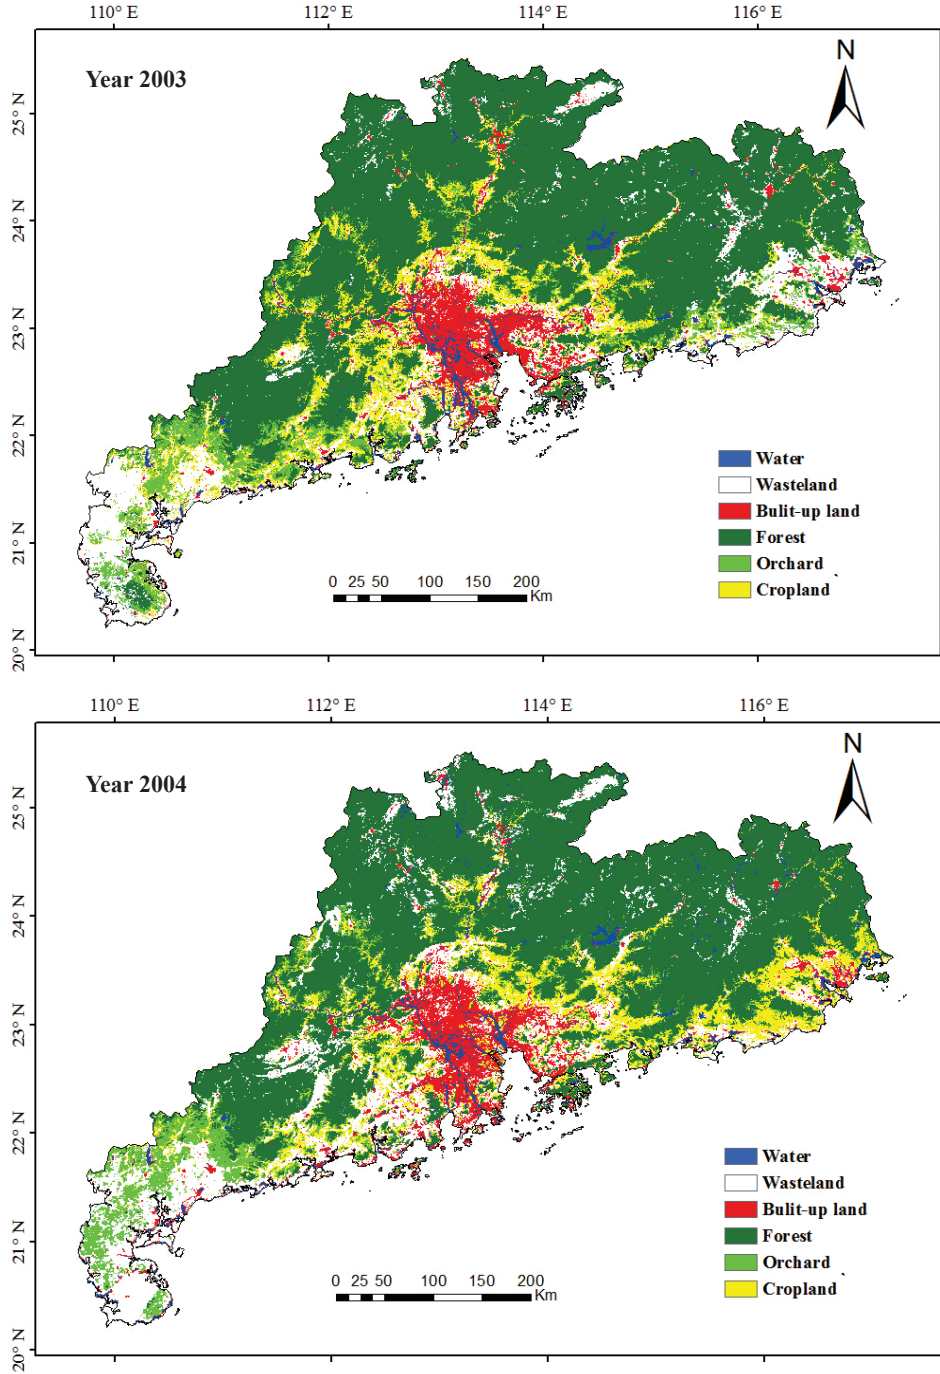 110° E 112° E 114° E 116° E
Year 2003
N
25° N
24° N
23° N
22° N
21° N
20° N
Water
Wasteland
Bulit-up land
Forest
Orchard
Cropland
0 25 50 100 150 200
Km
110° E 112° E 114° E 116° E
Year 2004
N
25° N
24° N
23° N
22° N
21° N
20° N
Water
Wasteland
Bulit-up land
Forest
Orchard
Cropland
0 25 50 100 150 200
Km